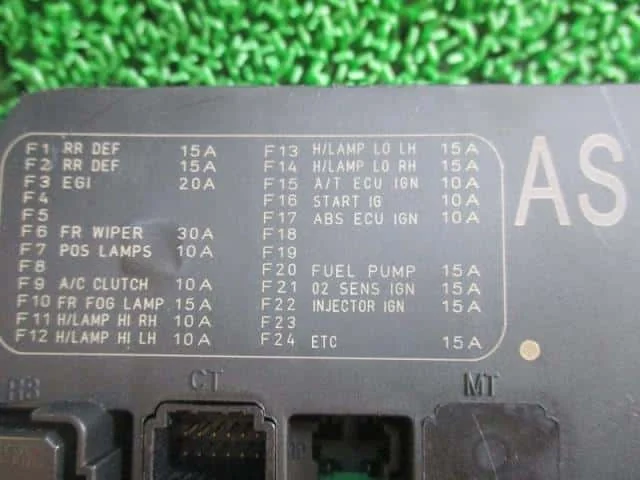 F1 RR DEF 15A
F2 RR DEF 15A
F3 EGI 20A
F4
F5
F6 FR WIPER 30A
F7 POS LAMPS 10A
F8
F9 A/C CLUTCH 10A
F10 FR FOG LAMP 15A
F11 H/LAMP HI RH 10A
F12 H/LAMP HI LH 10A
F13 H/LAMP LO LH 15A
F14 H/LAMP LO RH 15A
F15 A/T ECU IGN 10A
F16 START IG 10A
F17 ABS ECU IGN 10A
F18
F19
F20 FUEL PUMP 15A
F21 O2 SENS IGN 15A
F22 INJECTOR IGN 15A
F23
F24 ETC 15A
AS
CT
MT